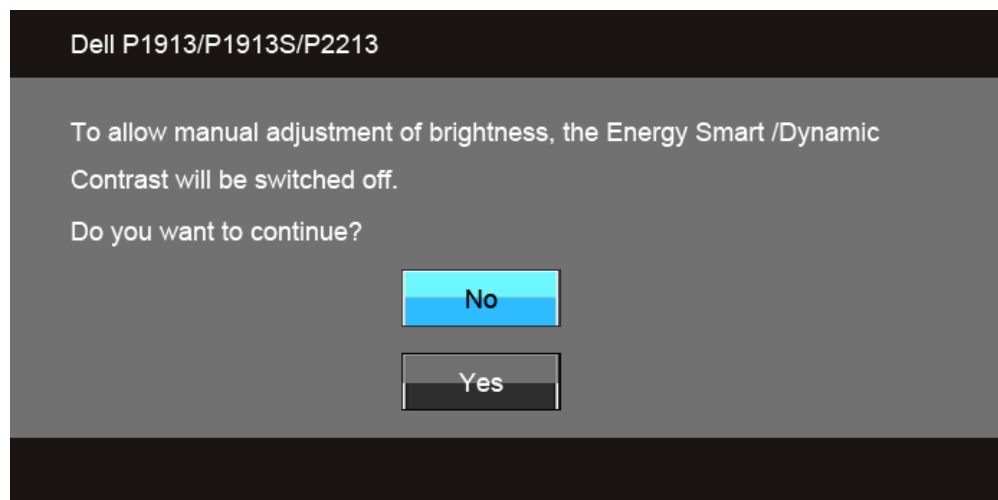 Dell P1913/P1913S/P2213
To allow manual adjustment of brightness, the Energy Smart /Dynamic
Contrast will be switched off.
Do you want to continue?
No
Yes